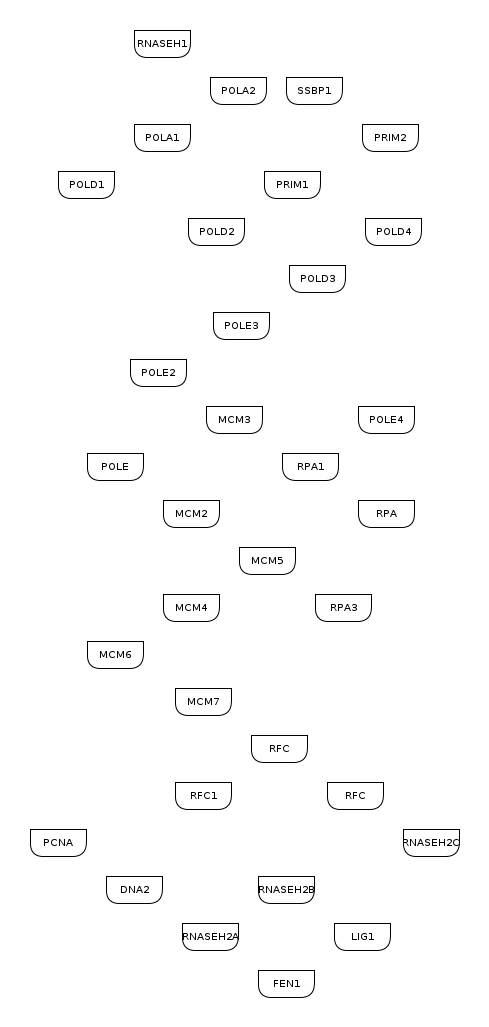 RNASEH1
POLA2 SSBP1
POLA1 PRIM2
POLD1 PRIM1
POLD2 POLD4
POLD3
POLE3
POLE2
MCM3 POLE4
POLE RPA1
MCM2 RPA
MCM5
MCM4 RPA3
MCM6
MCM7
RFC
RFC1 RFC
PCNA RNASEH2C
DNA2 RNASEH2B
RNASEH2A LIG1
FEN1